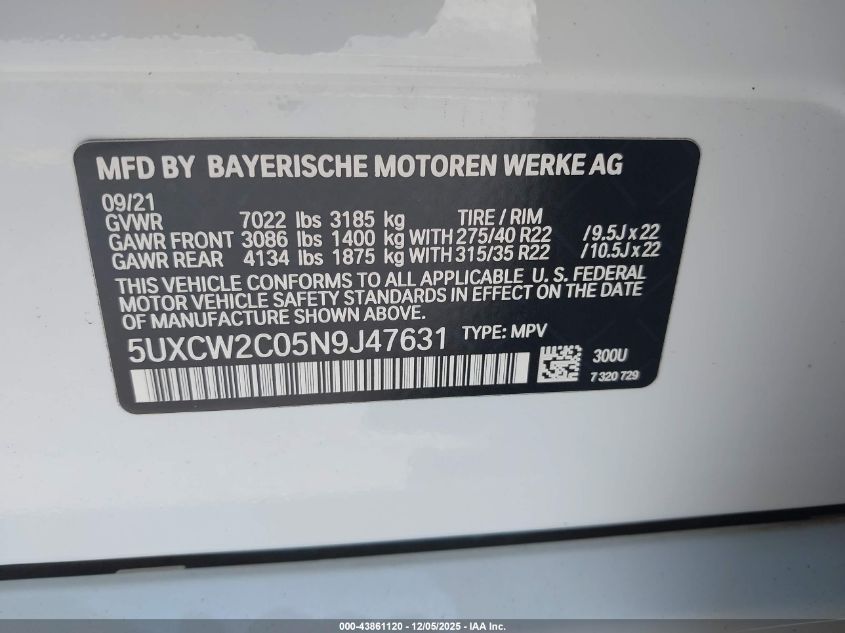 MFD BY BAYERISCHE MOTOREN WERKE AG
09/21
GVWR 7022 lbs 3185 kg TIRE / RIM
GAWR FRONT 3086 lbs 1400 kg WITH 275/40 R22 /9.5J x 22
GAWR REAR 4134 lbs 1875 kg WITH 315/35 R22 /10.5J x 22
THIS VEHICLE CONFORMS TO ALL APPLICABLE U. S. FEDERAL
MOTOR VEHICLE SAFETY STANDARDS IN EFFECT ON THE DATE
OF MANUFACTURE SHOWN ABOVE.
5UXCW2C05N9J47631 TYPE: MPV
300U
7 320 729
000-43861120 - 12/05/2025 - IAA Inc.